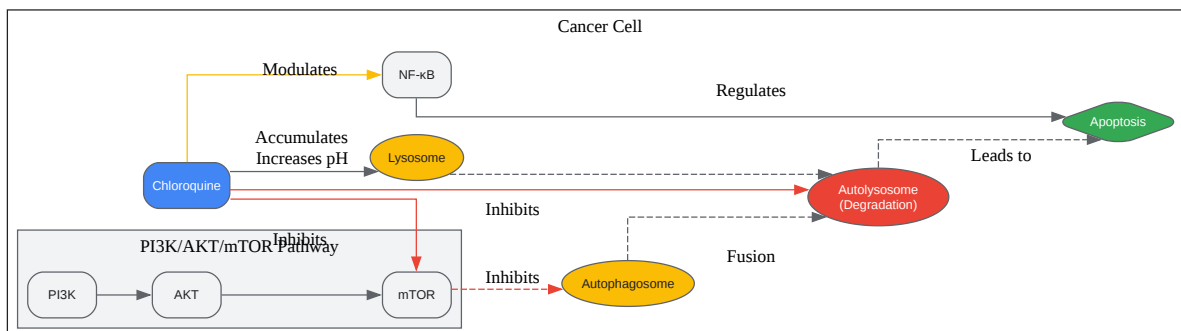 Cancer Cell
Modulates
NF-κB
Regulates
Apoptosis
Accumulates
Increases pH
Lysosome
Leads to
Chloroquine
Autolysosome
(Degradation)
Inhibits
Inhibits
PI3K/AKT/mTOR Pathway
Fusion
PI3K
AKT
mTOR
Inhibits
Autophagosome